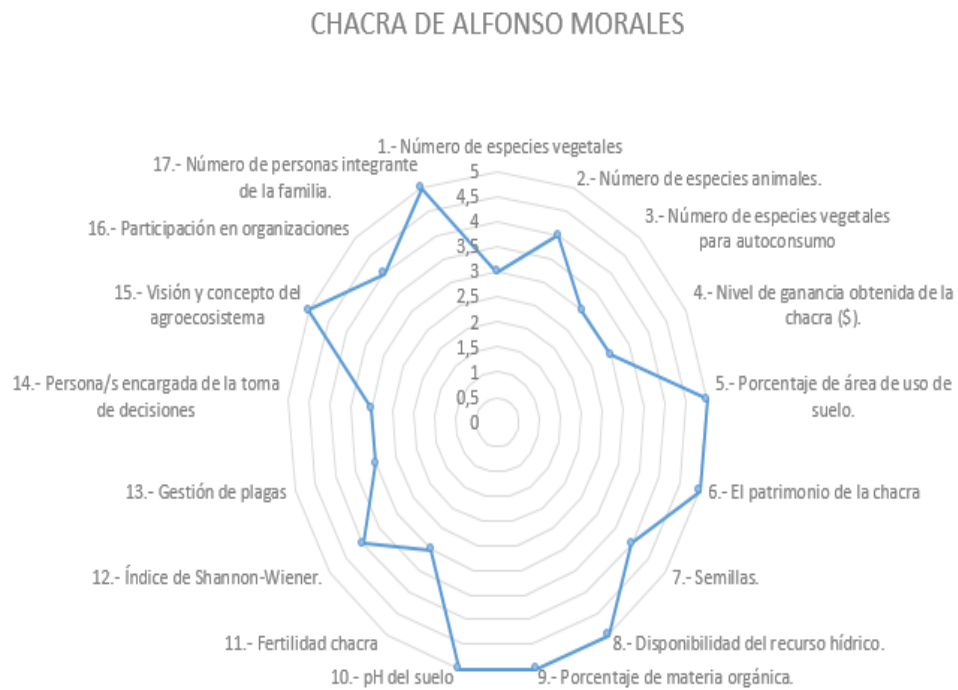 CHACRA DE ALFONSO MORALES
1.- Número de especies vegetales
2.- Número de especies animales.
3.- Número de especies vegetales
para autoconsumo
4.- Nivel de ganancia obtenida de la
chacra ($).
5.- Porcentaje de área de uso de
suelo.
6.- El patrimonio de la chacra
7.- Semillas.
8.- Disponibilidad del recurso hídrico.
9.- Porcentaje de materia orgánica.
10.- pH del suelo
11.- Fertilidad chacra
12.- Índice de Shannon-Wiener.
13.- Gestión de plagas
14.- Persona/s encargada de la toma
de decisiones
15.- Visión y concepto del
agroecosistema
16.- Participación en organizaciones
17.- Número de personas integrante
de la familia.
5
4,5
4
3,5
3
2,5
2
1,5
1
0,5
0